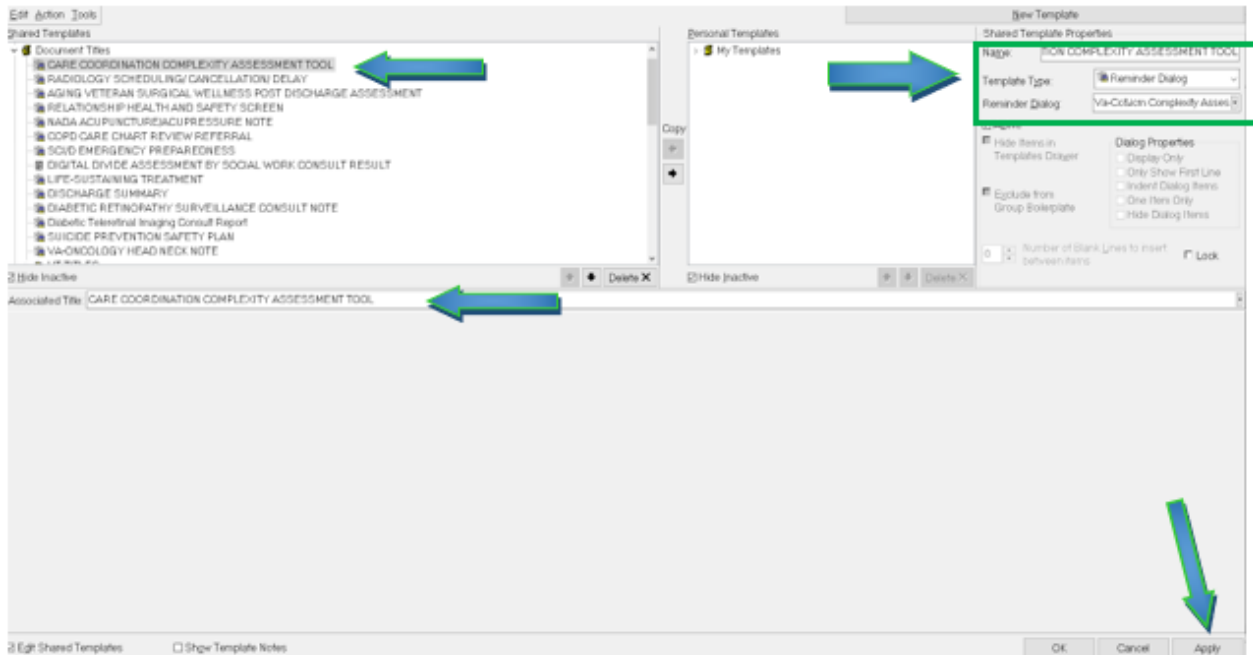 Edit Action Tools
New Template
Shared Templates
Personal Templates
Shared Template Properties
Document Titles
CARE COORDINATION COMPLEXITY ASSESSMENT TOOL
RADIOLOGY SCHEDULING/ CANCELLATION/ DELAY
AGING VETERAN SURGICAL WELLNESS POST DISCHARGE ASSESSMENT
RELATIONSHIP HEALTH AND SAFETY SCREEN
NADA ACUPUNCTURE/ACUPRESSURE NOTE
COPD CARE CHART REVIEW REFERRAL
SCI/D EMERGENCY PREPAREDNESS
DIGITAL DIVIDE ASSESSMENT BY SOCIAL WORK CONSULT RESULT
LIFE-SUSTAINING TREATMENT
DISCHARGE SUMMARY
DIABETIC RETINOPATHY SURVEILLANCE CONSULT NOTE
Diabetic Teleretinal Imaging Consult Report
SUICIDE PREVENTION SAFETY PLAN
VA-ONCOLOGY HEAD NECK NOTE
My Templates
Copy
Name: TION COMPLEXITY ASSESSMENT TOOL
Template Type: Reminder Dialog
Reminder Dialog: Va-Cc&icm Complexity Asses
Hide Items in
Templates Drawer
Exclude from
Group Boilerplate
Dialog Properties
Display Only
Only Show First Line
Indent Dialog Items
One Item Only
Hide Dialog Items
0 Number of Blank Lines to insert
between items
Lock
Hide Inactive
Delete X
Hide Inactive
Delete X
Associated Title: CARE COORDINATION COMPLEXITY ASSESSMENT TOOL
Edit Shared Templates Show Template Notes
OK Cancel Apply